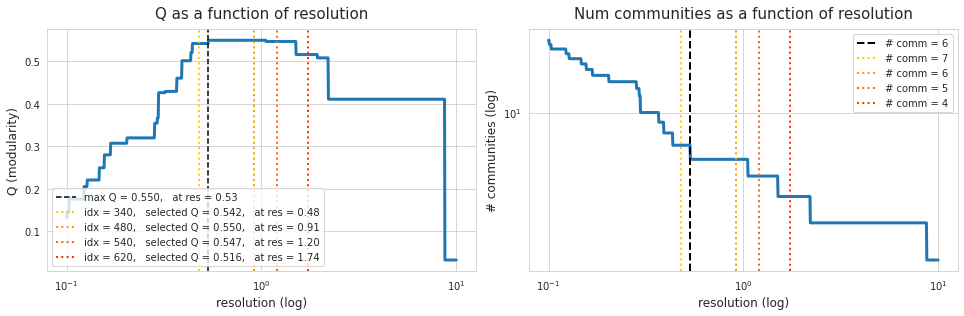 Q as a function of resolution
Q (modularity)
0.5
0.4
0.3
0.2
0.1
max Q = 0.550, at res = 0.53
idx = 340, selected Q = 0.542, at res = 0.48
idx = 480, selected Q = 0.550, at res = 0.91
idx = 540, selected Q = 0.547, at res = 1.20
idx = 620, selected Q = 0.516, at res = 1.74
10⁻¹ 10⁰ 10¹
resolution (log)
Num communities as a function of resolution
# communities (log)
10¹
# comm = 6
# comm = 7
# comm = 6
# comm = 5
# comm = 4
10⁻¹ 10⁰ 10¹
resolution (log)